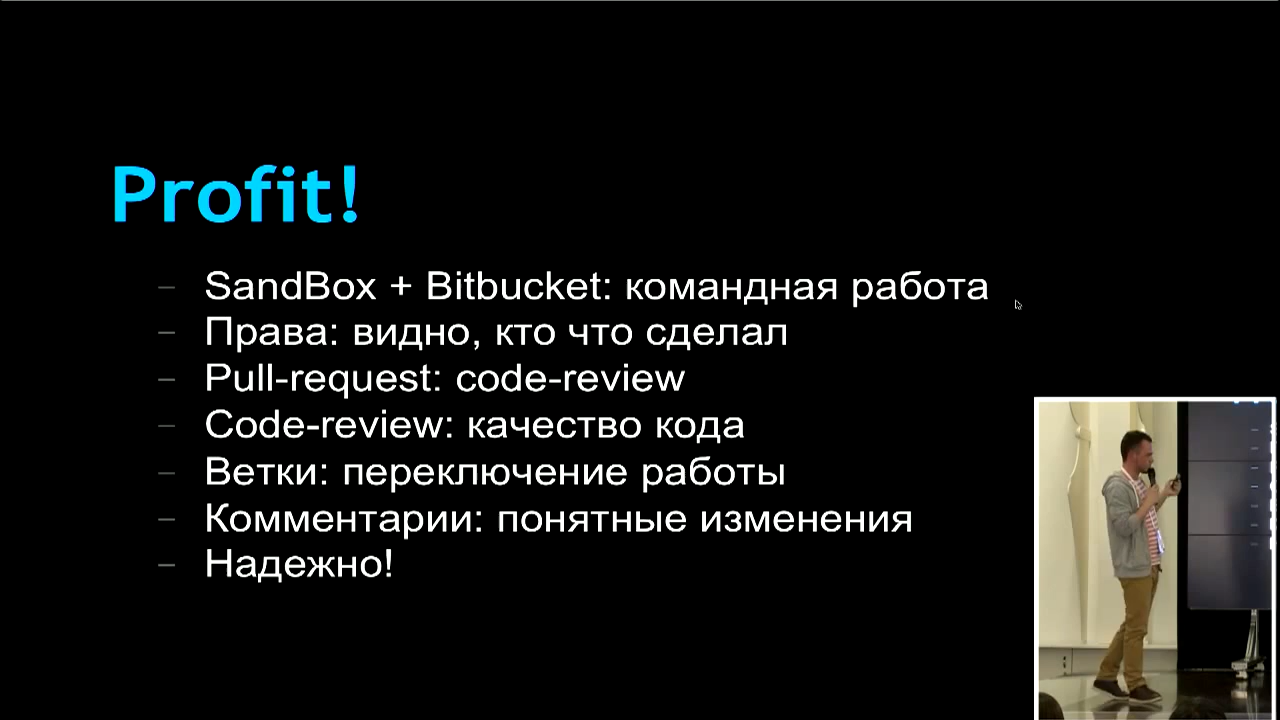 Profit!
– SandBox + Bitbucket: командная работа
– Права: видно, кто что сделал
– Pull-request: code-review
– Code-review: качество кода
– Ветки: переключение работы
– Комментарии: понятные изменения
– Надежно!